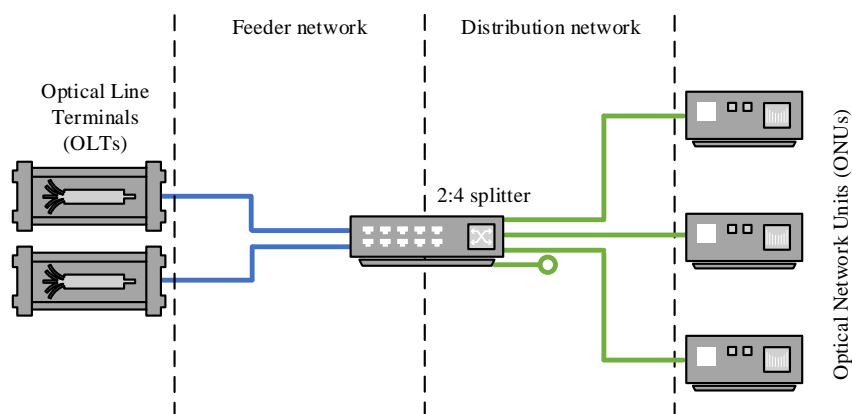 Feeder network
Distribution network
Optical Line
Terminals
(OLTs)
2:4 splitter
Optical Network Units (ONUs)